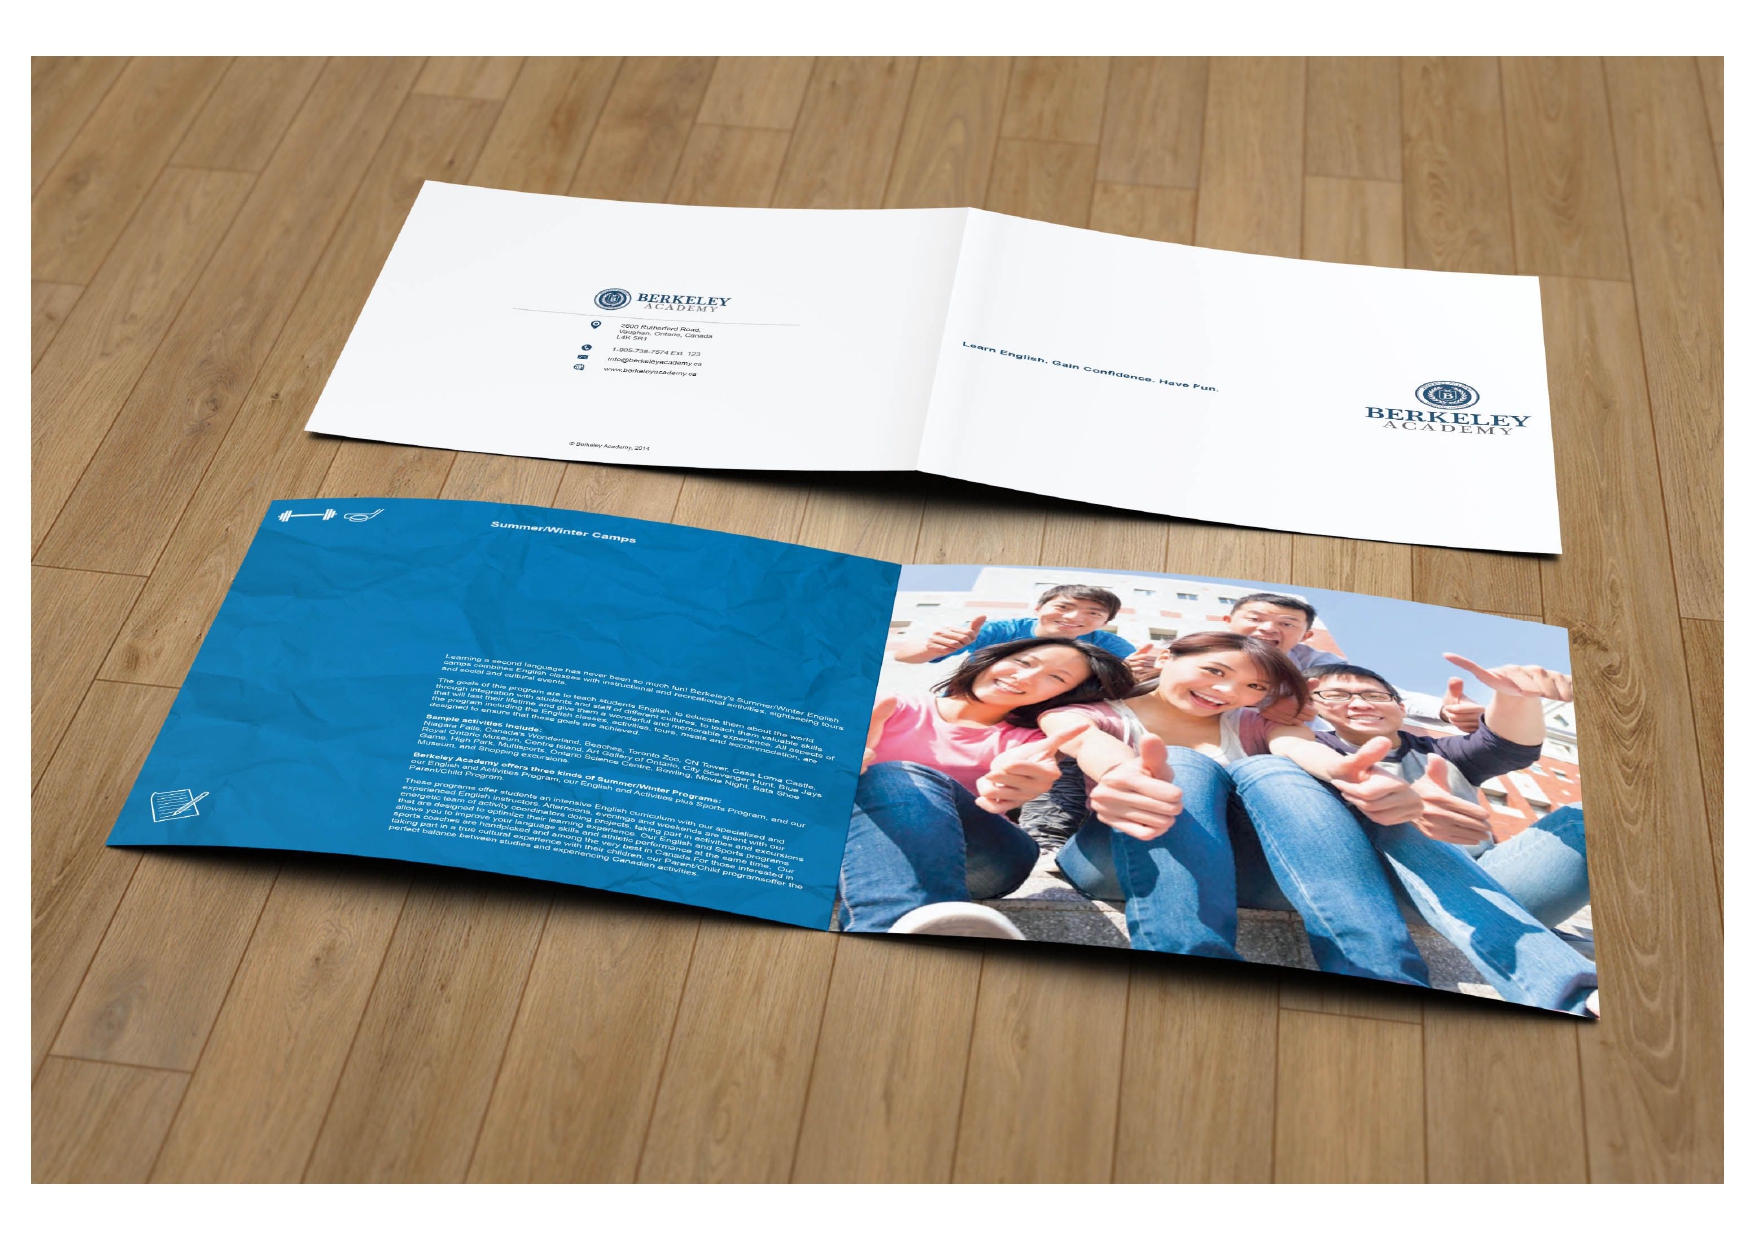 BERKELEY
ACADEMY
2600 Rutherford Road,
Vaughan, Ontario, Canada
L4K 5R1
1-905-738-7574 Ext. 123
info@berkeleyacademy.ca
www.berkeleyacademy.ca
© Berkeley Academy, 2014
Learn English. Gain Confidence. Have Fun.
B
BERKELEY
ACADEMY
Summer/Winter Camps
Learning a second language has never been so much fun! Berkeley's Summer/Winter English
camps combines English classes with instructional and recreational activities, sightseeing tours
and social and cultural events.
The goals of this program are to teach students English, to educate them about the world
through integration with students and staff of different cultures, to teach them valuable skills
that will last their lifetime and give them a wonderful and memorable experience. All aspects of
the program including the English classes, activities, tours, meals and accommodation, are
designed to ensure that these goals are achieved.
Sample activities include:
Niagara Falls, Canada's Wonderland, Beaches, Toronto Zoo, CN Tower, Casa Loma Castle,
Royal Ontario Museum, Centre Island, Art Gallery of Ontario, City Scavenger Hunt, Blue Jays
Game, High Park, Multisports, Ontario Science Centre, Bowling, Movie Night, Bata Shoe
Museum, and Shopping excursions.
Berkeley Academy offers three kinds of Summer/Winter Programs:
our English and Activities Program, our English and Activities plus Sports Program, and our
Parent/Child Program.
These programs offer students an intensive English curriculum with our specialized and
experienced English instructors. Afternoons, evenings and weekends are spent with our
energetic team of activity coordinators doing projects, taking part in activities and excursions
that are designed to optimize their learning experience. Our English and Sports programs
allows you to improve your language skills and athletic performance at the same time. Our
sports coaches are handpicked and among the very best in Canada.For those interested in
taking part in a true cultural experience with their children, our Parent/Child programsoffer the
perfect balance between studies and experiencing Canadian activities.